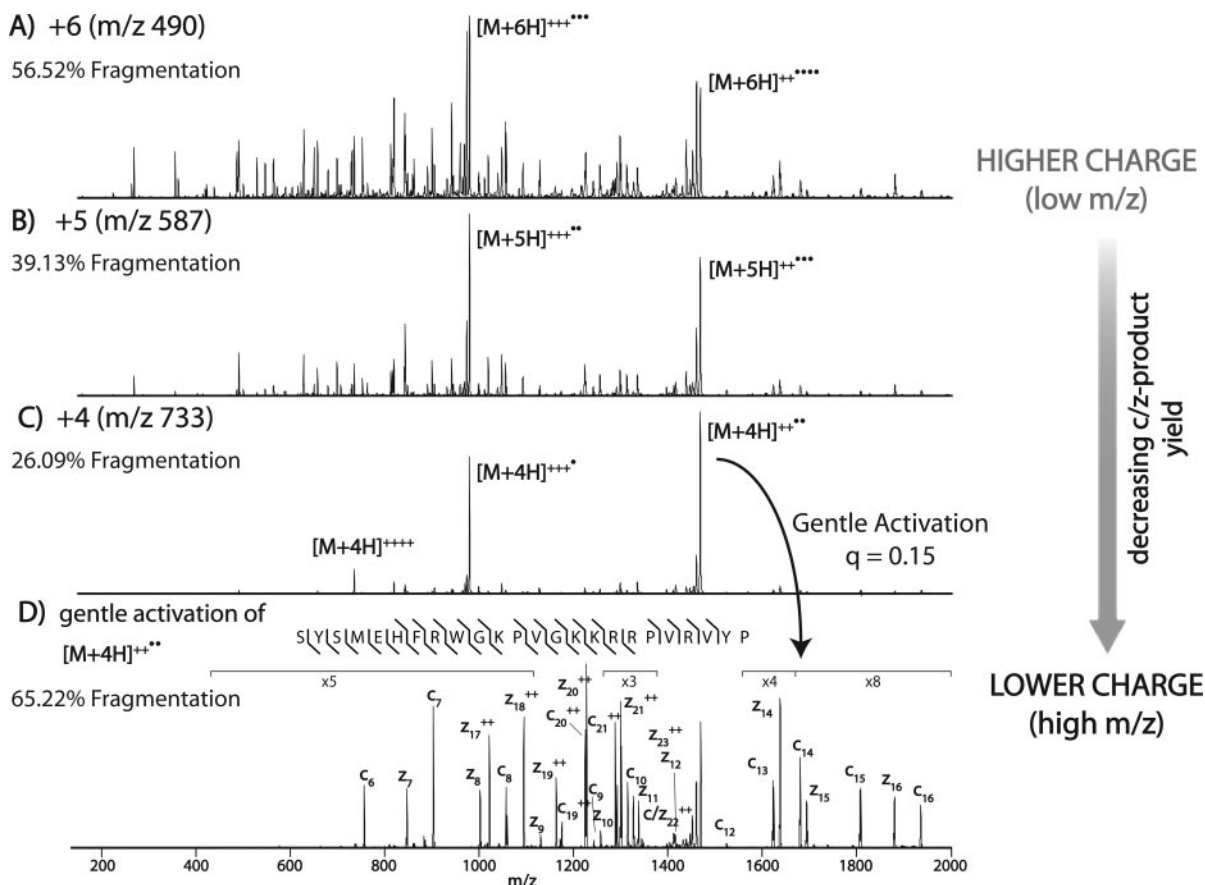 A) +6 (m/z 490)
56.52% Fragmentation
[M+6H]⁺⁺⁺•••
[M+6H]⁺⁺••••
HIGHER CHARGE
(low m/z)
B) +5 (m/z 587)
39.13% Fragmentation
[M+5H]⁺⁺⁺••
[M+5H]⁺⁺•••
decreasing c/z-product
yield
C) +4 (m/z 733)
26.09% Fragmentation
[M+4H]⁺⁺⁺⁺
[M+4H]⁺⁺⁺•
[M+4H]⁺⁺••
Gentle Activation
q = 0.15
D) gentle activation of
[M+4H]⁺⁺••
65.22% Fragmentation
S Y S M E H F R W G K P V G K K R R P V R V Y P
x5
x3
x4
x8
LOWER CHARGE
(high m/z)
C₆
Z₇
C₇
Z₈
Z₁₇⁺⁺
C₈
Z₁₈⁺⁺
Z₉
Z₁₉⁺⁺
C₁₉⁺⁺
C₂₀⁺⁺
Z₂₀⁺⁺
C₉
Z₁₀
C₂₁⁺⁺
Z₂₁⁺⁺
C₁₀
Z₁₁
Z₂₃⁺⁺
Z₁₂
C/Z₂₂⁺⁺
C₁₂
C₁₃
Z₁₄
C₁₄
Z₁₅
C₁₅
Z₁₆
C₁₆
200 400 600 800 1000 1200 1400 1600 1800 2000
m/z